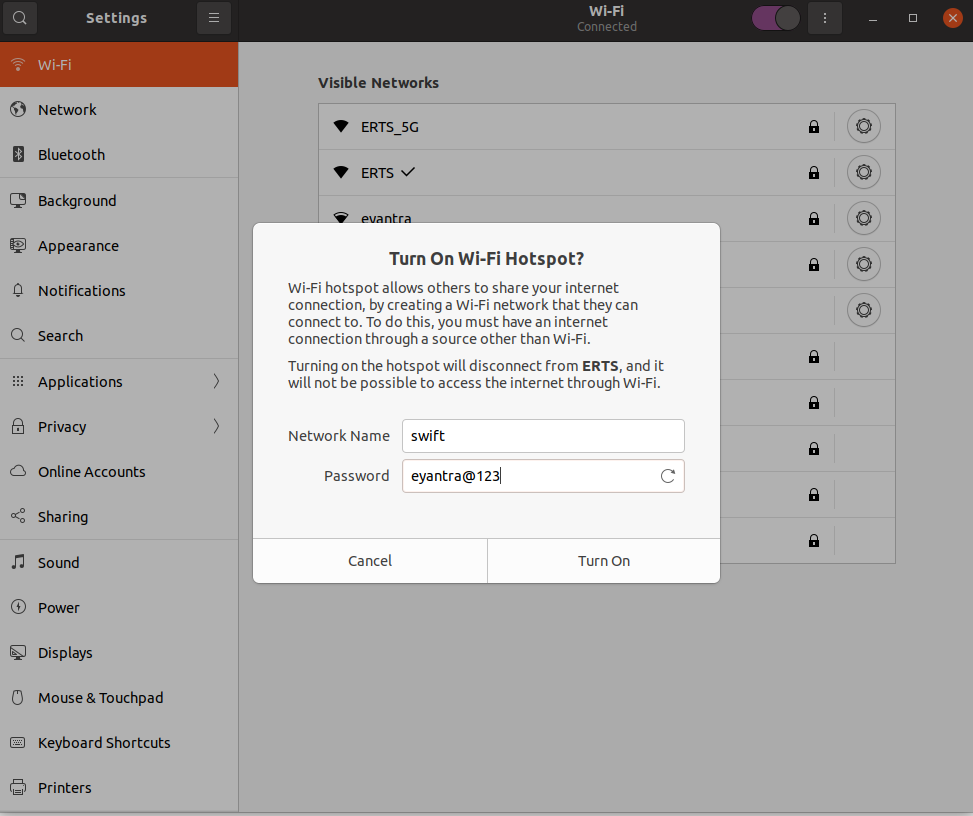 Settings
Wi-Fi
Connected
Wi-Fi
Network
Bluetooth
Background
Appearance
Notifications
Search
Applications
Privacy
Online Accounts
Sharing
Sound
Power
Displays
Mouse & Touchpad
Keyboard Shortcuts
Printers
Visible Networks
ERTS_5G
ERTS
eyantra
Turn On Wi-Fi Hotspot?
Wi-Fi hotspot allows others to share your internet
connection, by creating a Wi-Fi network that they can
connect to. To do this, you must have an internet
connection through a source other than Wi-Fi.
Turning on the hotspot will disconnect from ERTS, and it
will not be possible to access the internet through Wi-Fi.
Network Name swift
Password eyantra@123
Cancel Turn On